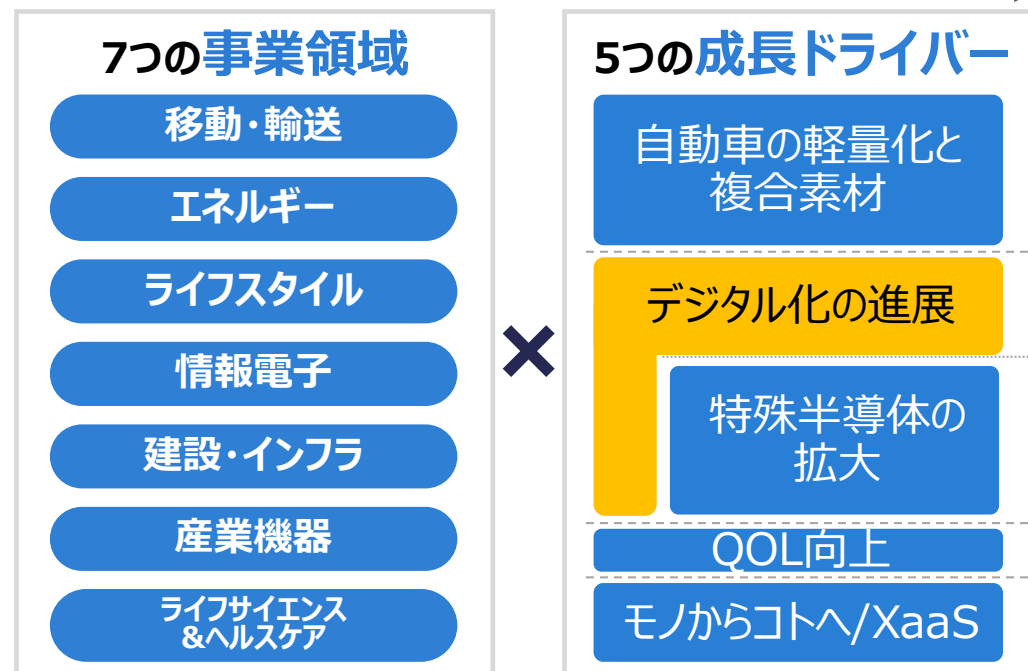 7つの事業領域
移動・輸送
エネルギー
ライフスタイル
情報電子
建設・インフラ
産業機器
ライフサイエンス
&ヘルスケア
×
5つの成長ドライバー
自動車の軽量化と
複合素材
デジタル化の進展
特殊半導体の
拡大
QOL向上
モノからコトへ/XaaS